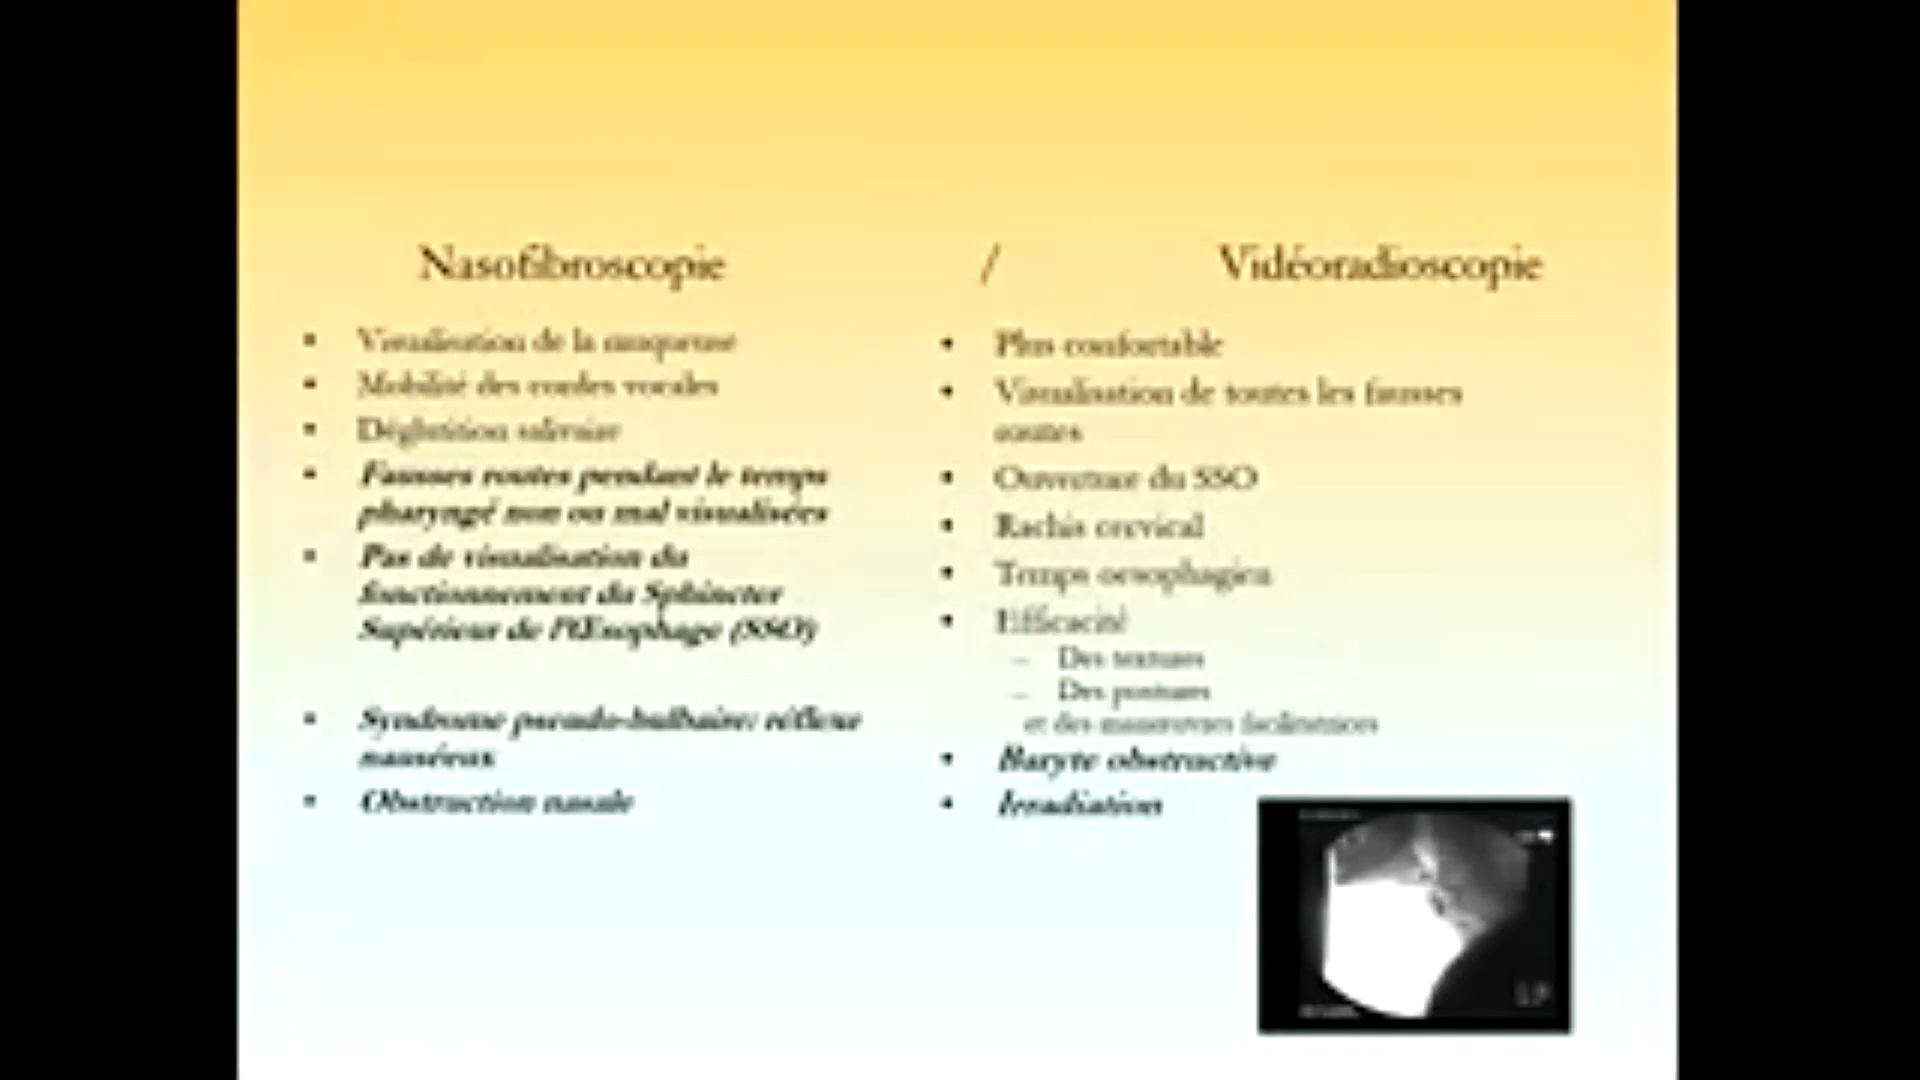 Nasofibroscopie / Vidéoradioscopie
• Visualisation de la muqueuse
• Mobilité des cordes vocales
• Déglutition salivaire
• Fausses routes pendant le temps
pharyngé non ou mal visualisées
• Pas de visualisation du
fonctionnement du Sphincter
Supérieur de l'Œsophage (SSO)
• Syndrome pseudo-bulbaire: réflexe
nauséeux
• Obstruction nasale
• Plus confortable
• Visualisation de toutes les fausses
routes
• Ouverture du SSO
• Rachis cervical
• Temps oesophagien
• Efficacité
– Des textures
– Des postures
et des manœuvres facilitatrices
• Baryte obstructive
• Irradiation